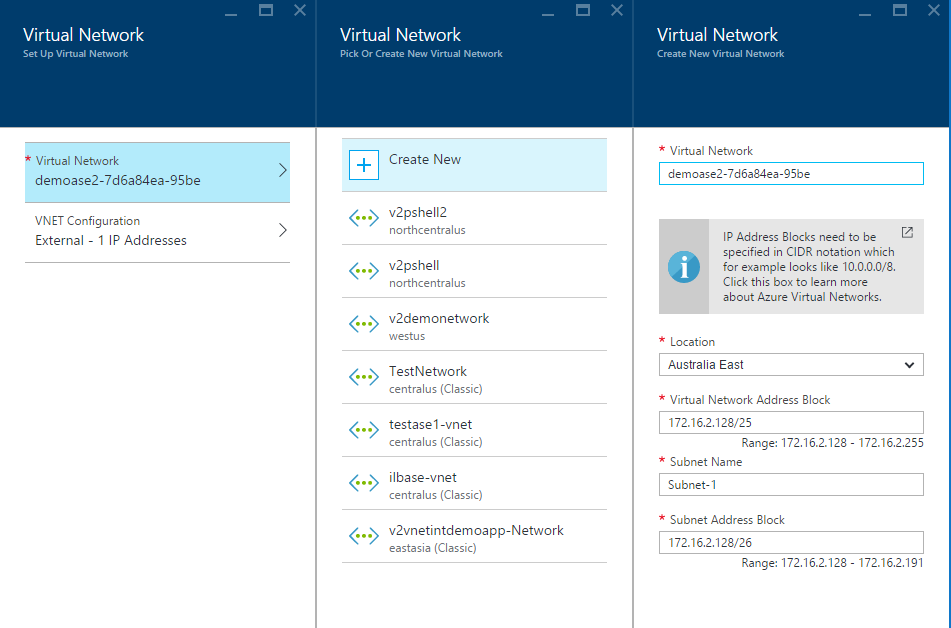 Virtual Network
Set Up Virtual Network
* Virtual Network
demoase2-7d6a84ea-95be
VNET Configuration
External - 1 IP Addresses
Virtual Network
Pick Or Create New Virtual Network
Create New
v2pshell2
northcentralus
v2pshell
northcentralus
v2demonetwork
westus
TestNetwork
centralus (Classic)
testase1-vnet
centralus (Classic)
ilbase-vnet
centralus (Classic)
v2vnetintdemoapp-Network
eastasia (Classic)
Virtual Network
Create New Virtual Network
* Virtual Network
demoase2-7d6a84ea-95be
IP Address Blocks need to be
specified in CIDR notation which
for example looks like 10.0.0.0/8.
Click this box to learn more
about Azure Virtual Networks.
* Location
Australia East
* Virtual Network Address Block
172.16.2.128/25
Range: 172.16.2.128 - 172.16.2.255
* Subnet Name
Subnet-1
* Subnet Address Block
172.16.2.128/26
Range: 172.16.2.128 - 172.16.2.191